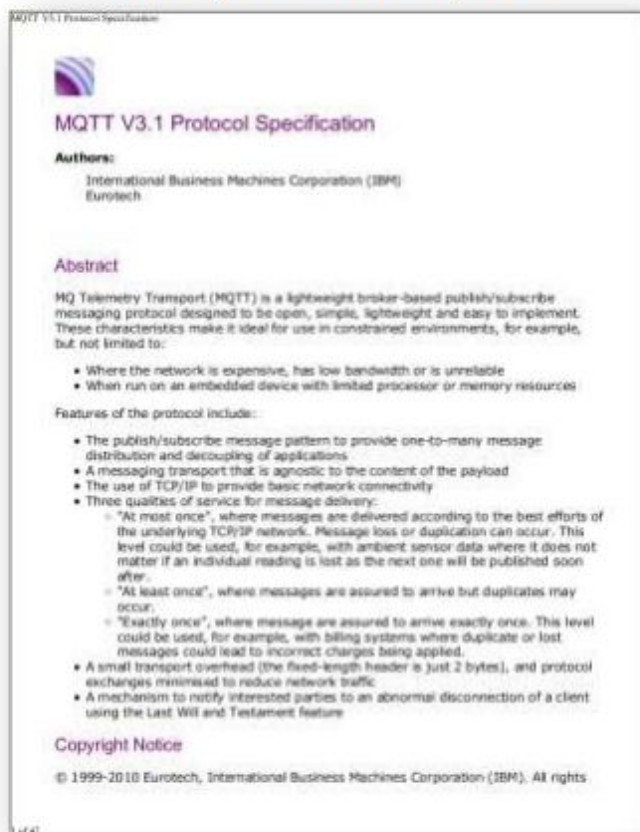 MQTT V3.1 Protocol Specification
MQTT V3.1 Protocol Specification
Authors:
International Business Machines Corporation (IBM)
Eurotech
Abstract
MQ Telemetry Transport (MQTT) is a lightweight broker-based publish/subscribe
messaging protocol designed to be open, simple, lightweight and easy to implement.
These characteristics make it ideal for use in constrained environments, for example,
but not limited to:
• Where the network is expensive, has low bandwidth or is unreliable
• When run on an embedded device with limited processor or memory resources
Features of the protocol include:
• The publish/subscribe message pattern to provide one-to-many message
distribution and decoupling of applications
• A messaging transport that is agnostic to the content of the payload
• The use of TCP/IP to provide basic network connectivity
• Three qualities of service for message delivery:
○ "At most once", where messages are delivered according to the best efforts of
the underlying TCP/IP network. Message loss or duplication can occur. This
level could be used, for example, with ambient sensor data where it does not
matter if an individual reading is lost as the next one will be published soon
after.
○ "At least once", where messages are assured to arrive but duplicates may
occur.
○ "Exactly once", where message are assured to arrive exactly once. This level
could be used, for example, with billing systems where duplicate or lost
messages could lead to incorrect charges being applied.
• A small transport overhead (the fixed-length header is just 2 bytes), and protocol
exchanges minimised to reduce network traffic
• A mechanism to notify interested parties to an abnormal disconnection of a client
using the Last Will and Testament feature
Copyright Notice
© 1999-2010 Eurotech, International Business Machines Corporation (IBM). All rights